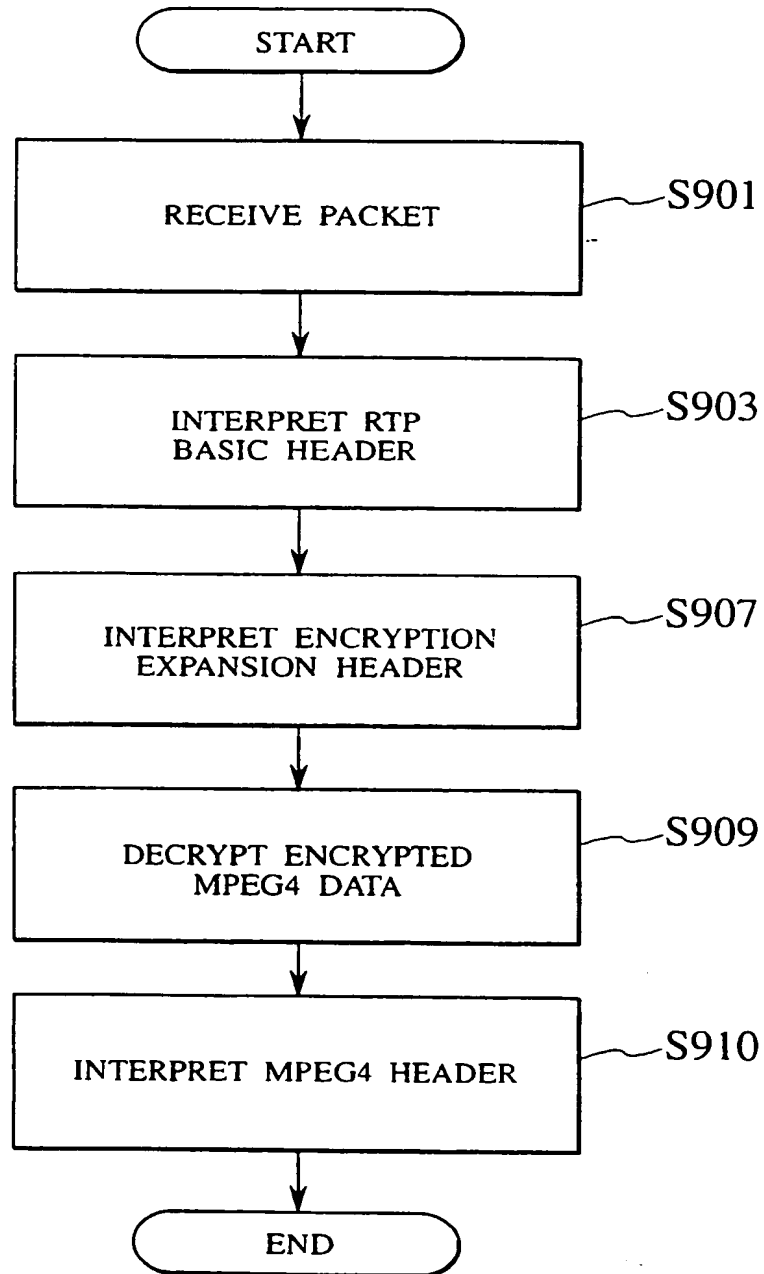 START
RECEIVE PACKET
S901
INTERPRET RTP
BASIC HEADER
S903
INTERPRET ENCRYPTION
EXPANSION HEADER
S907
DECRYPT ENCRYPTED
MPEG4 DATA
S909
INTERPRET MPEG4 HEADER
S910
END